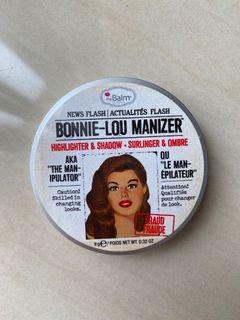 theBalm®
NEWS FLASH | ACTUALITÉS FLASH
BONNIE-LOU MANIZER®
HIGHLIGHTER & SHADOW • SURLINGER & OMBRE
AKA
"THE MAN-
IPULATOR"
Caution!
Skilled in
changing
looks.
OU
"LE MAN-
ÉPILATEUR"
Attention!
Qualifiée
pour changer
de look.
FRAUD
FRAUDE
9 g ℮ / POIDS NET WT. 0.32 OZ